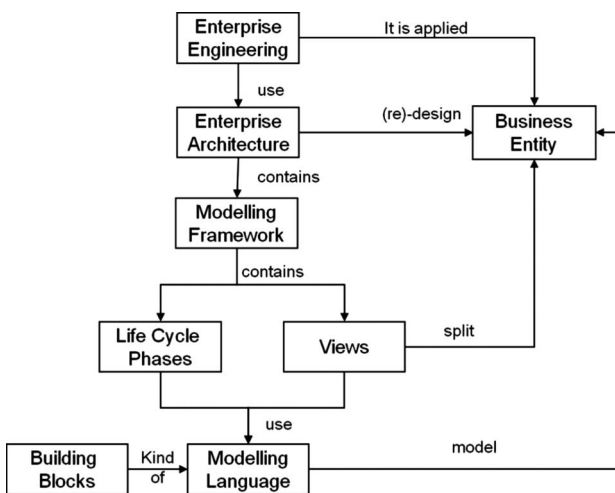 Enterprise
Engineering
It is applied
use
Enterprise
Architecture
(re)-design
Business
Entity
contains
Modelling
Framework
contains
Life Cycle
Phases
Views
split
use
Building
Blocks
Kind
of
Modelling
Language
model